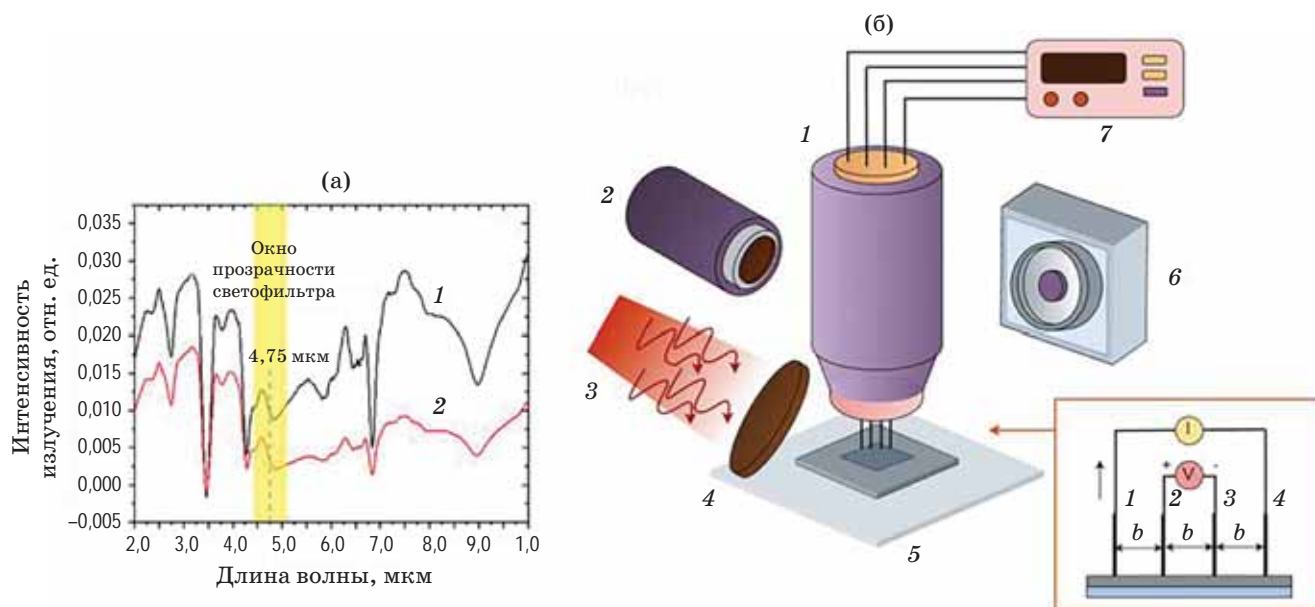 (а)
Интенсивность
излучения, отн. ед.
0,035
0,030
0,025
0,020
0,015
0,010
0,005
0,000
–0,005
Окно
прозрачности
светофильтра
1
4,75 мкм
2
2,0 3,0 4,0 5,0 6,0 7,0 8,0 9,0 1,0
Длина волны, мкм
(б)
1
2
3
4
5
6
7
I
+ V -
1 2 3 4
b b b